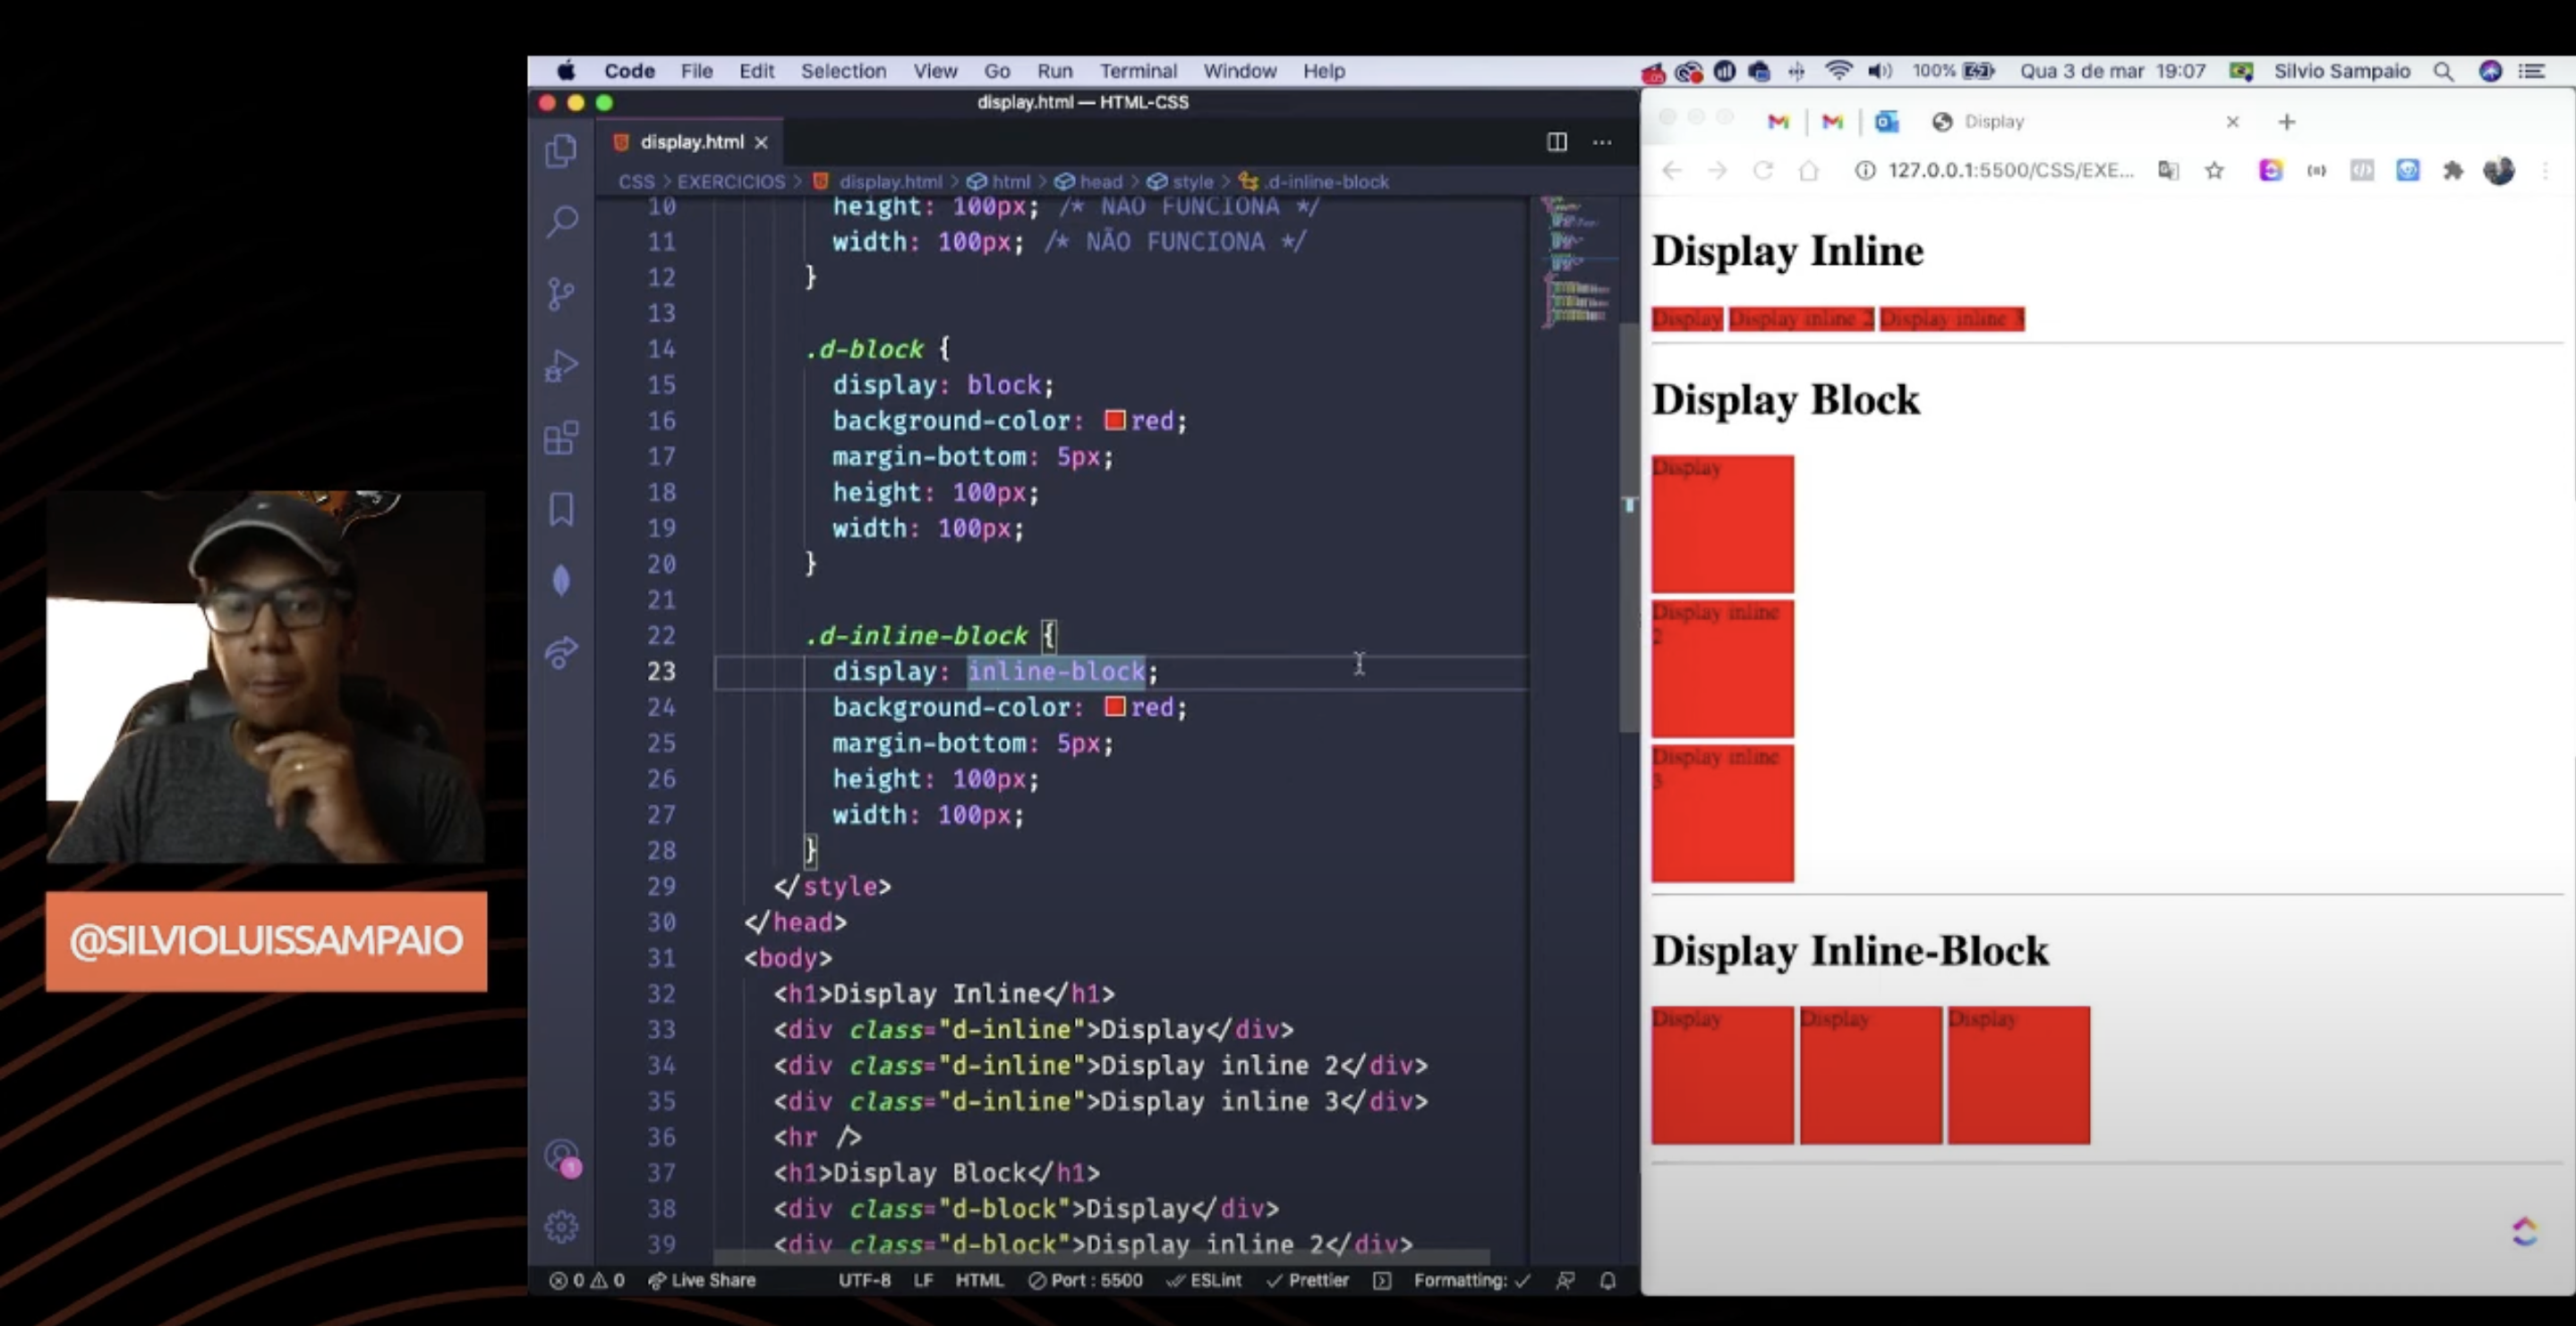 Code File Edit Selection View Go Run Terminal Window Help
100% Qua 3 de mar 19:07 Silvio Sampaio
display.html — HTML-CSS
display.html
CSS > EXERCICIOS > display.html > html > head > style > .d-inline-block
10 height: 100px; /* NÃO FUNCIONA */
11 width: 100px; /* NÃO FUNCIONA */
12 }
13
14 .d-block {
15 display: block;
16 background-color: red;
17 margin-bottom: 5px;
18 height: 100px;
19 width: 100px;
20 }
21
22 .d-inline-block {
23 display: inline-block;
24 background-color: red;
25 margin-bottom: 5px;
26 height: 100px;
27 width: 100px;
28 }
29 </style>
30 </head>
31 <body>
32 <h1>Display Inline</h1>
33 <div class="d-inline">Display</div>
34 <div class="d-inline">Display inline 2</div>
35 <div class="d-inline">Display inline 3</div>
36 <hr />
37 <h1>Display Block</h1>
38 <div class="d-block">Display</div>
39 <div class="d-block">Display inline 2</div>
1
0 0 Live Share UTF-8 LF HTML Port : 5500 ESLint Prettier Formatting: ✓
@SILVIOLUISSAMPAIO
Display
127.0.0.1:5500/CSS/EXE...
Display Inline
Display Display inline 2 Display inline 3
Display Block
Display
Display inline
2
Display inline
3
Display Inline-Block
Display Display Display